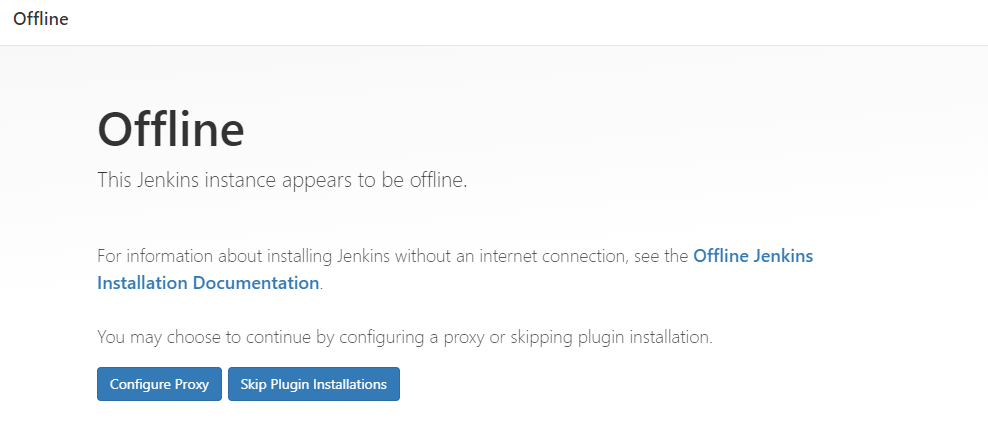 Offline
Offline
This Jenkins instance appears to be offline.
For information about installing Jenkins without an internet connection, see the Offline Jenkins
Installation Documentation.
You may choose to continue by configuring a proxy or skipping plugin installation.
Configure Proxy Skip Plugin Installations